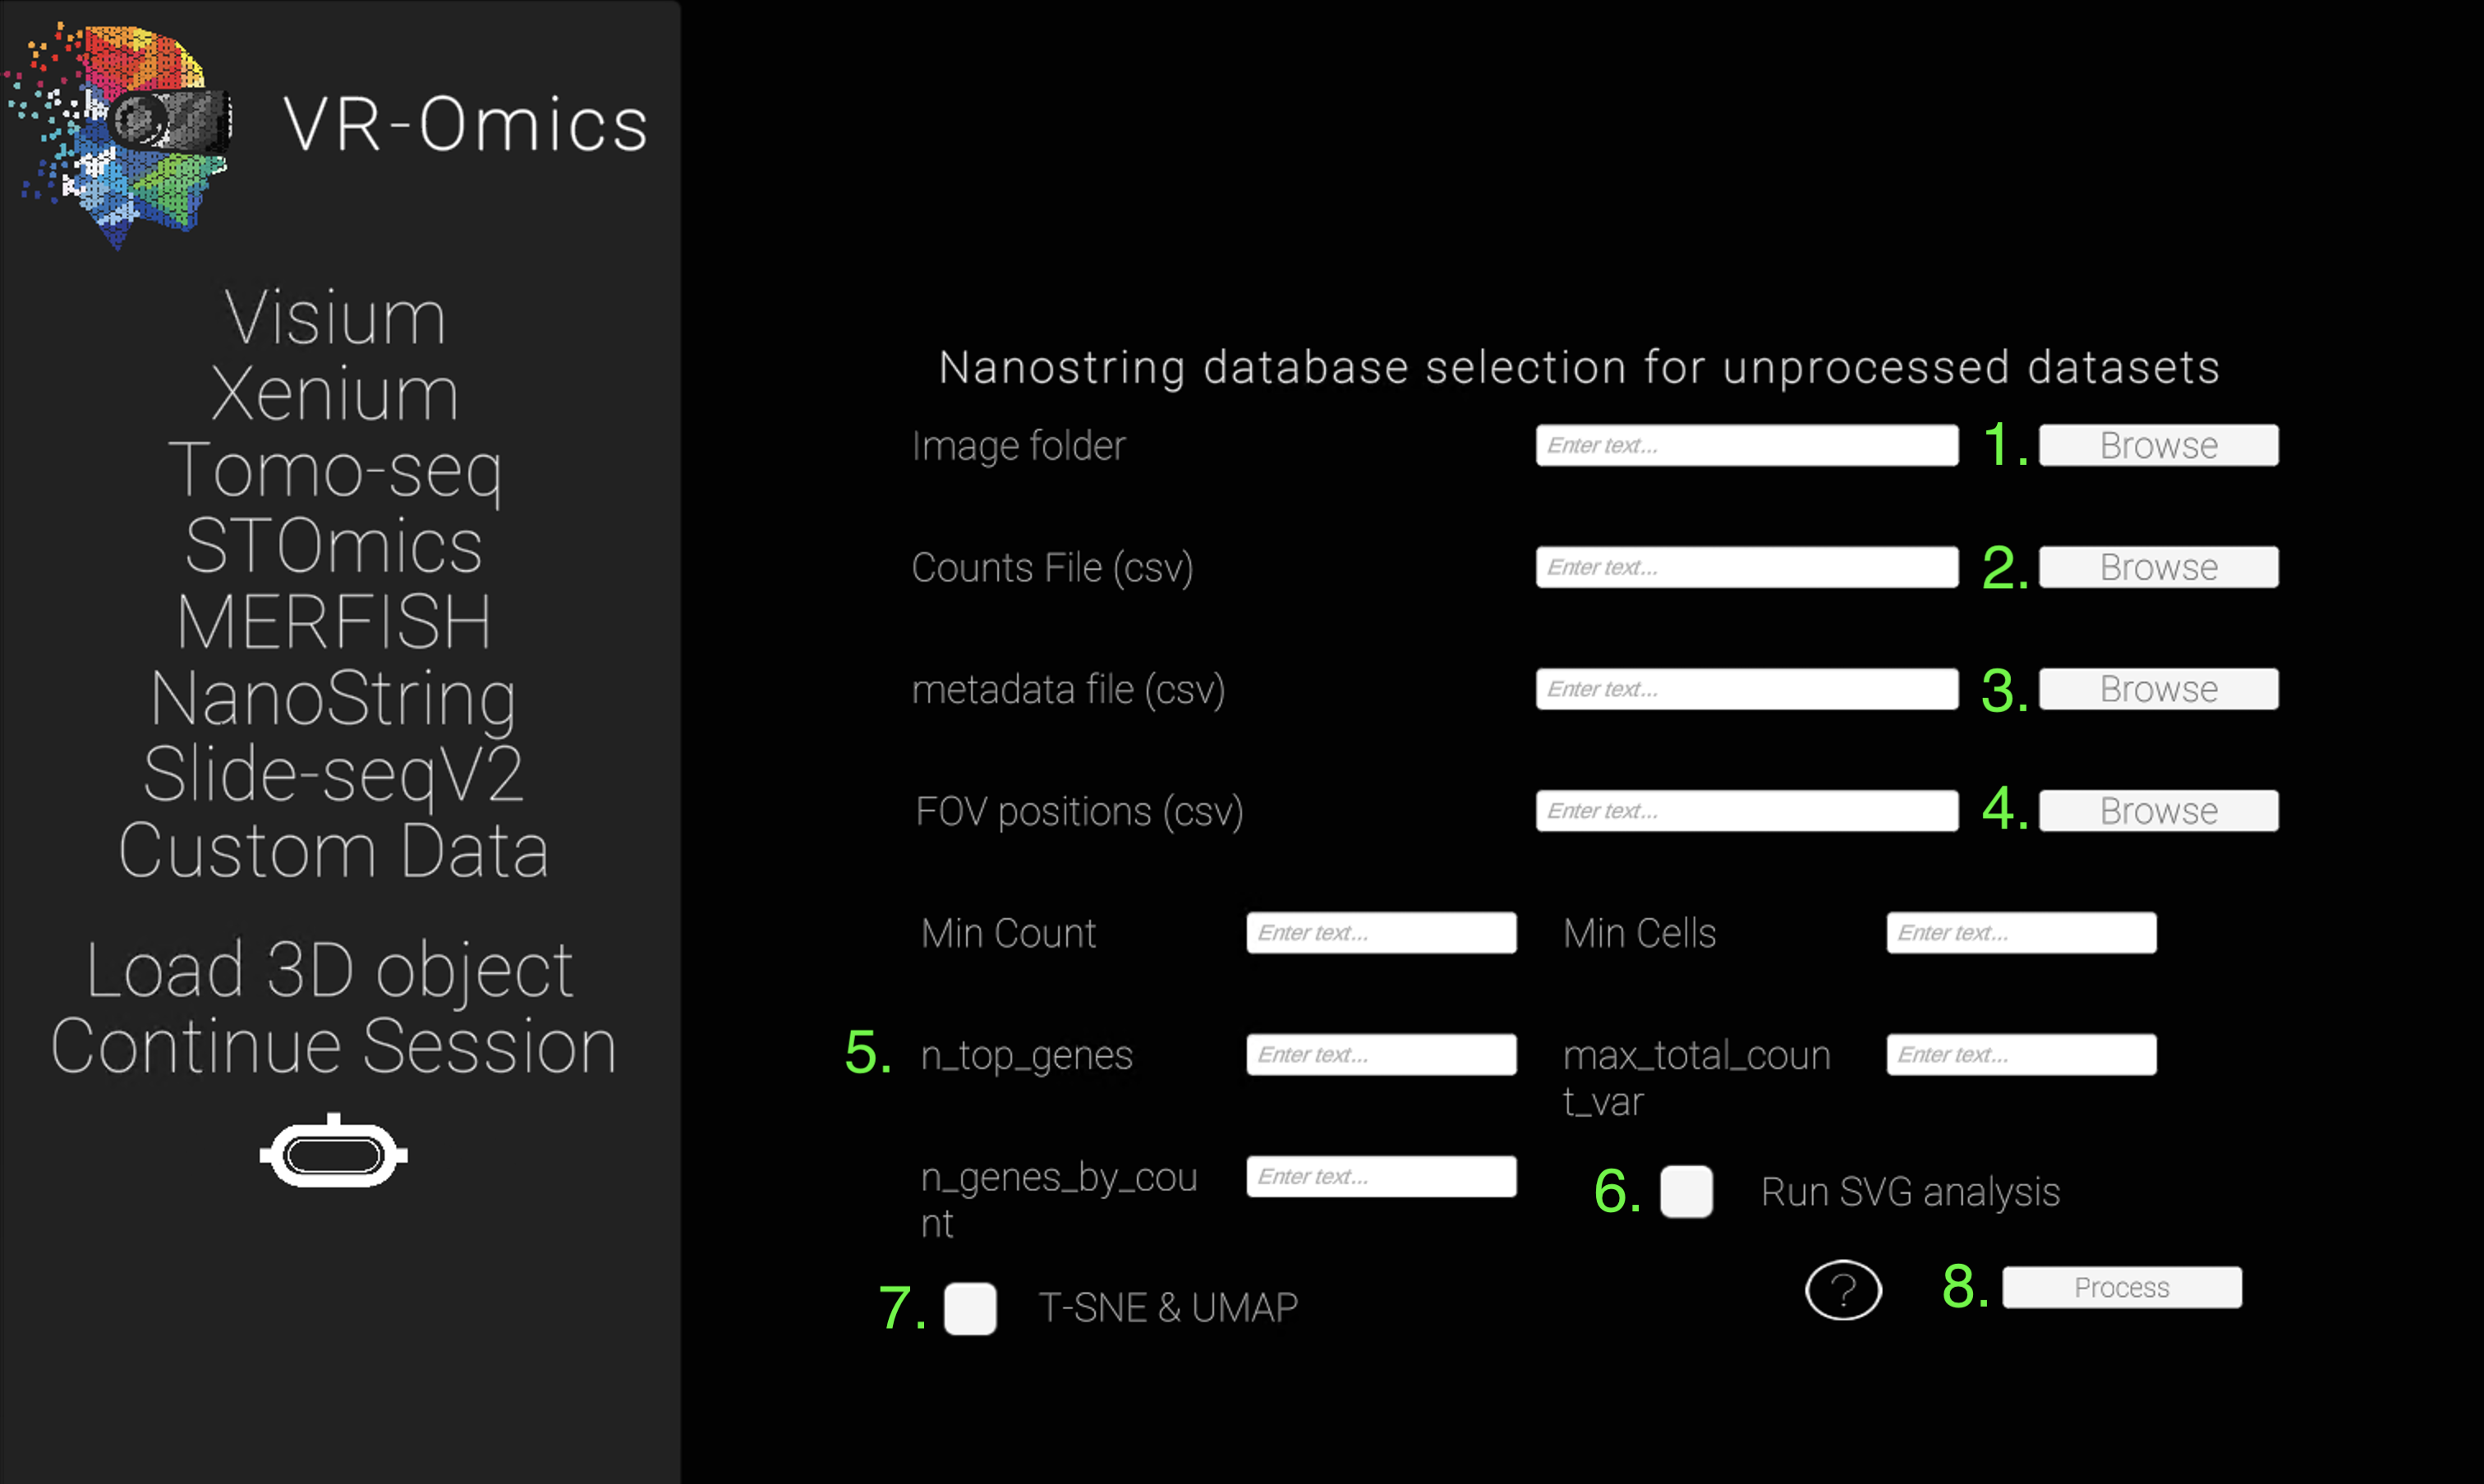 VR-Omics
Visium
Xenium
Tomo-seq
STOmics
MERFISH
NanoString
Slide-seqV2
Custom Data
Load 3D object
Continue Session
Nanostring database selection for unprocessed datasets
Image folder Enter text... 1. Browse
Counts File (csv) Enter text... 2. Browse
metadata file (csv) Enter text... 3. Browse
FOV positions (csv) Enter text... 4. Browse
Min Count Enter text... Min Cells Enter text...
5. n_top_genes Enter text... max_total_coun Enter text...
t_var
n_genes_by_cou Enter text... 6. Run SVG analysis
nt
7. T-SNE & UMAP ? 8. Process